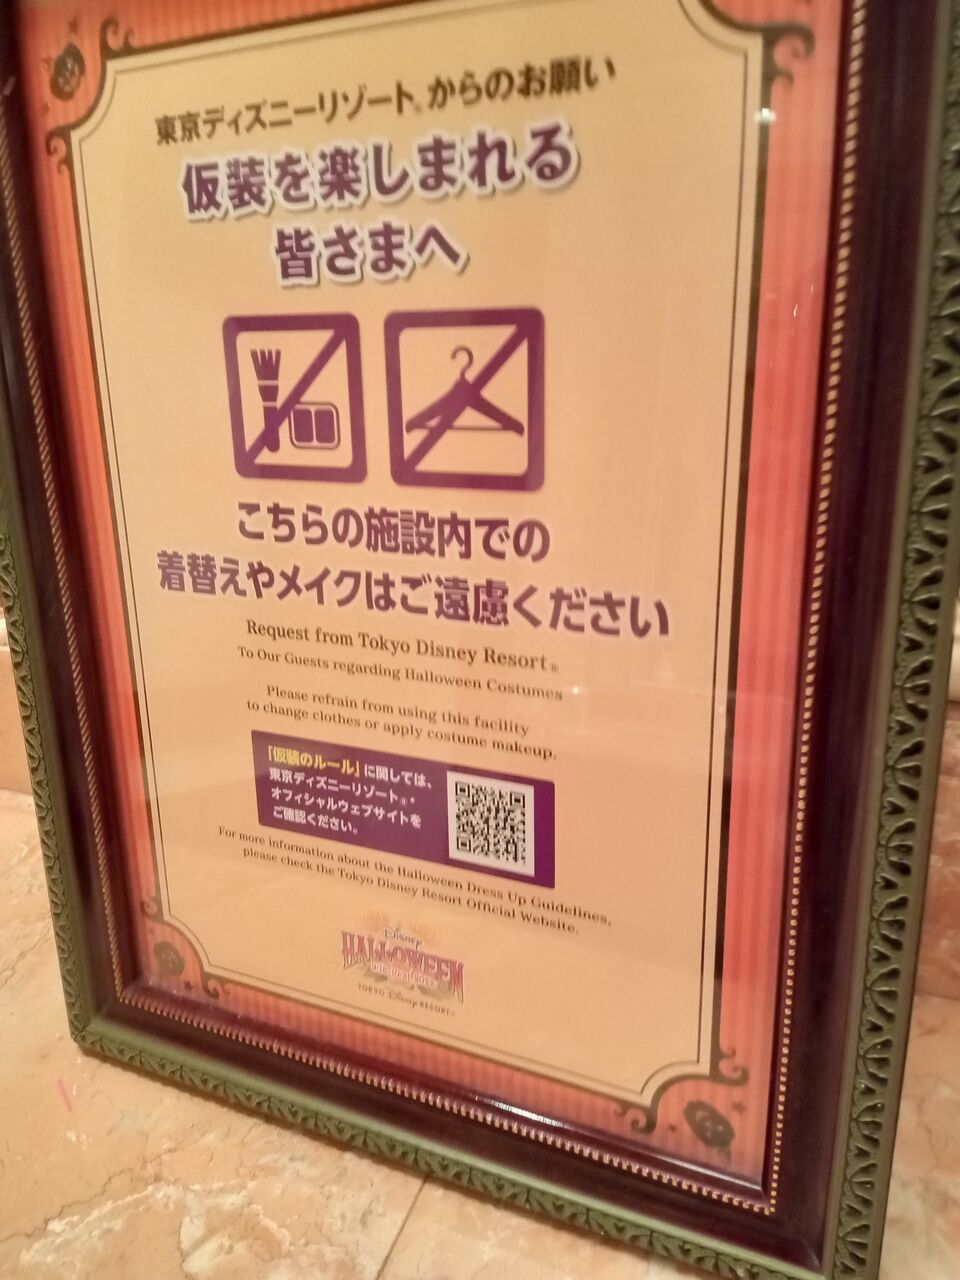 東京ディズニーリゾート®からのお願い
仮装を楽しまれる
皆さまへ
こちらの施設内での
着替えやメイクはご遠慮ください
Request from Tokyo Disney Resort®
To Our Guests regarding Halloween Costumes
Please refrain from using this facility
to change clothes or apply costume makeup.
「仮装のルール」に関しては、
東京ディズニーリゾート®・
オフィシャルウェブサイトを
ご確認ください。
For more information about the Halloween Dress Up Guidelines,
please check the Tokyo Disney Resort Official Website.
Disney
HALLOWEEN
TOKYO Disney RESORT®